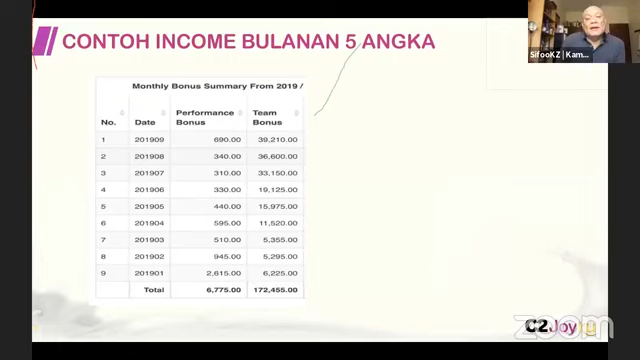 CONTOH INCOME BULANAN 5 ANGKA
SifooKZ | Kam...
Monthly Bonus Summary From 2019 /
No. Date Performance Bonus Team Bonus
1 201909 690.00 39,210.00
2 201908 340.00 36,600.00
3 201907 310.00 33,150.00
4 201906 330.00 19,125.00
5 201905 440.00 15,975.00
6 201904 595.00 11,520.00
7 201903 510.00 5,355.00
8 201902 945.00 5,295.00
9 201901 2,615.00 6,225.00
Total 6,775.00 172,455.00
C2Joy
zoom